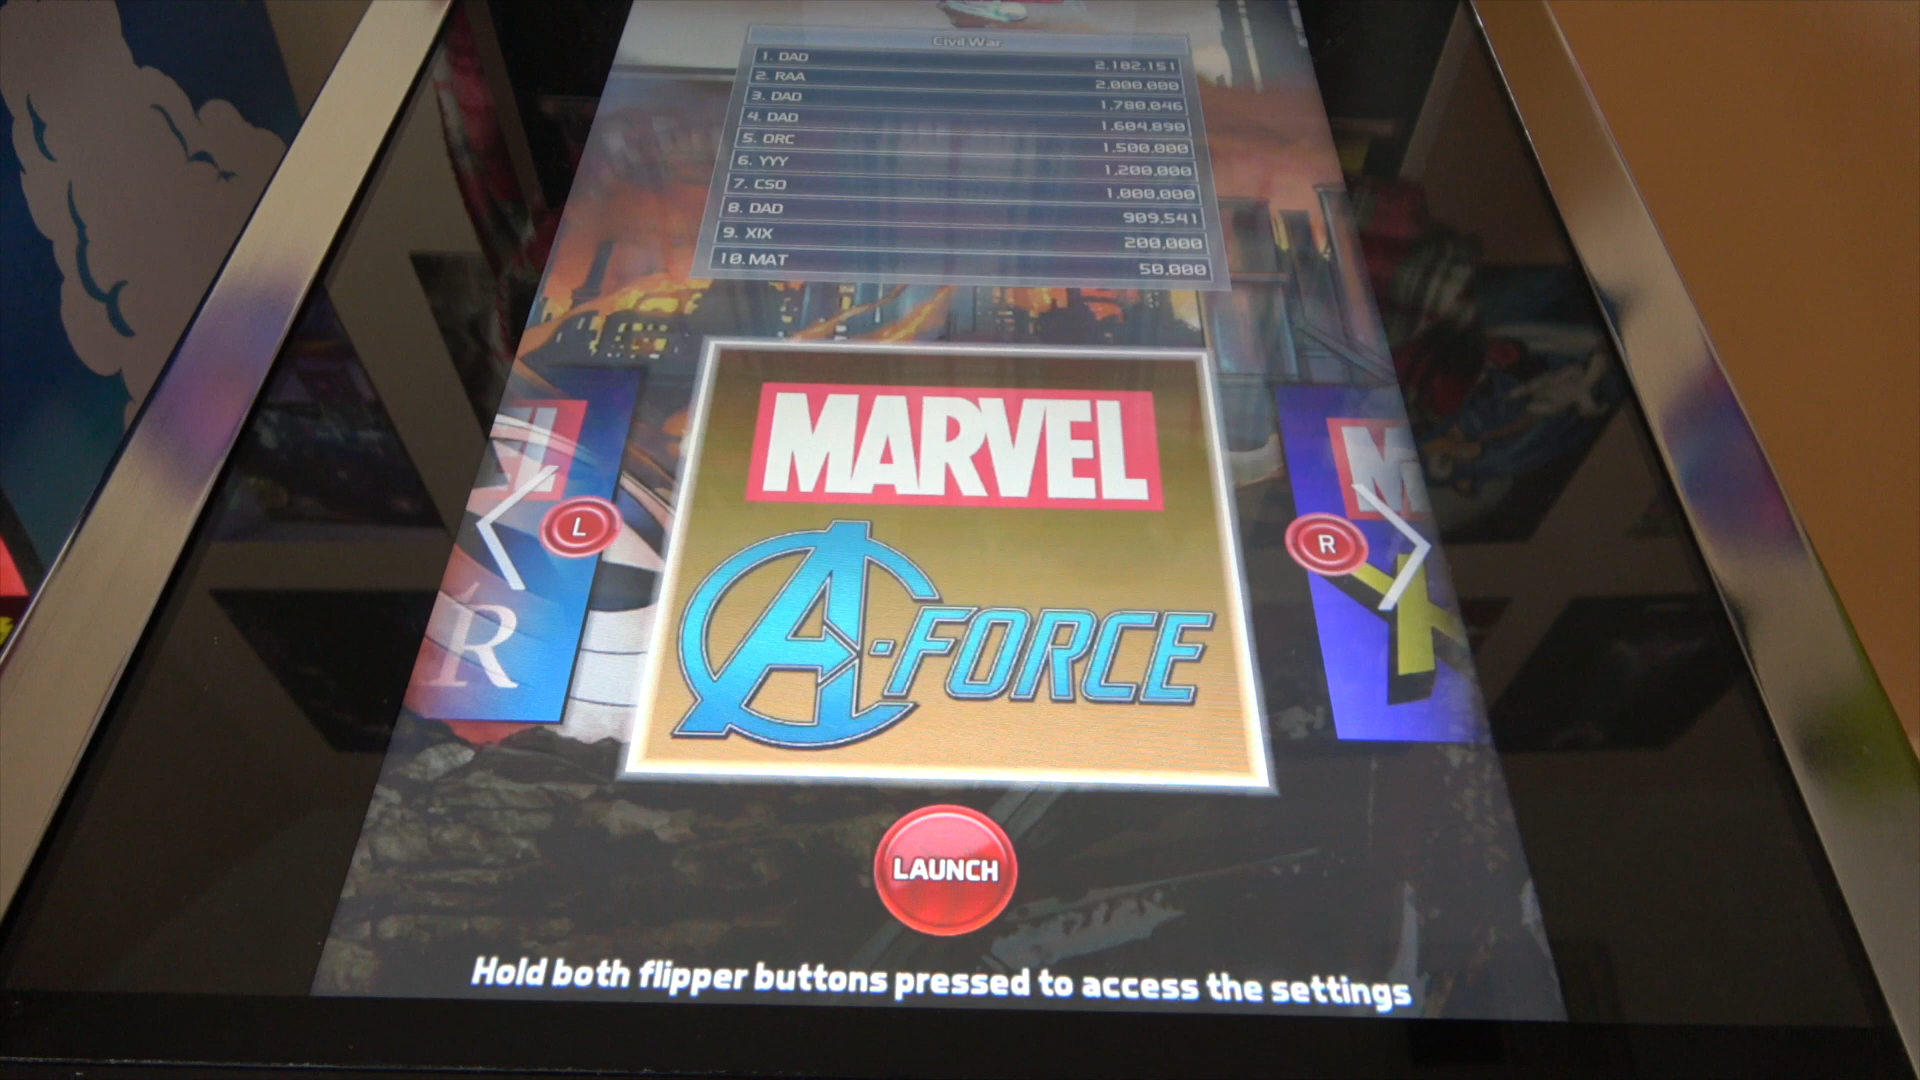 Civil War
1. DAD 2,182,151
2. RAA 2,000,000
3. DAD 1,780,046
4. DAD 1,604,890
5. ORC 1,500,000
6. YYY 1,200,000
7. CSO 1,000,000
8. DAD 909,541
9. XIX 200,000
10. MAT 50,000
MARVEL
A-FORCE
L
R
R
LAUNCH
Hold both flipper buttons pressed to access the settings